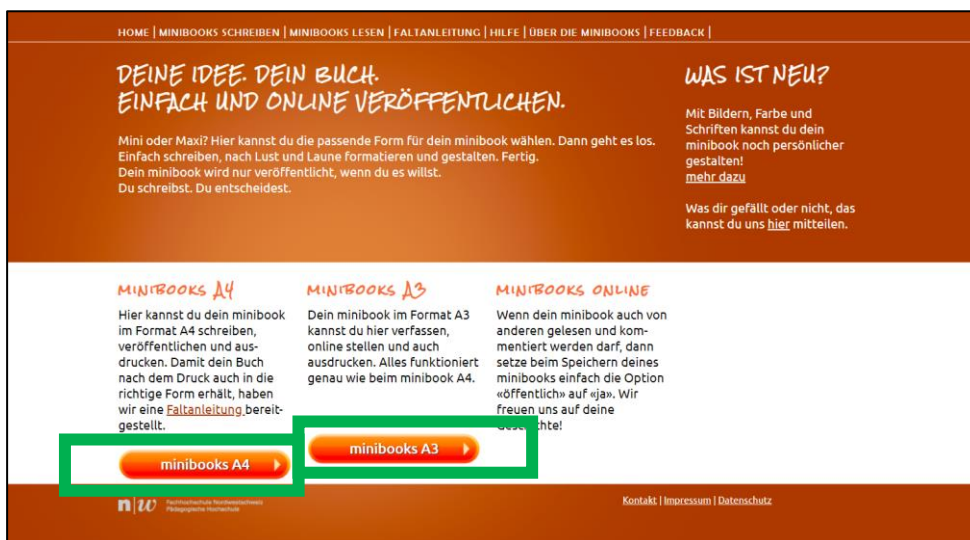 HOME | MINIBOOKS SCHREIBEN | MINIBOOKS LESEN | FALTANLEITUNG | HILFE | ÜBER DIE MINIBOOKS | FEEDBACK |
DEINE IDEE. DEIN BUCH.
EINFACH UND ONLINE VERÖFFENTLICHEN.
Mini oder Maxi? Hier kannst du die passende Form für dein minibook wählen. Dann geht es los.
Einfach schreiben, nach Lust und Laune formatieren und gestalten. Fertig.
Dein minibook wird nur veröffentlicht, wenn du es willst.
Du schreibst. Du entscheidest.
WAS IST NEU?
Mit Bildern, Farbe und
Schriften kannst du dein
minibook noch persönlicher
gestalten!
mehr dazu
Was dir gefällt oder nicht, das
kannst du uns hier mitteilen.
MINIBOOKS A4
Hier kannst du dein minibook
im Format A4 schreiben,
veröffentlichen und aus-
drucken. Damit dein Buch
nach dem Druck auch in die
richtige Form erhält, haben
wir eine Faltanleitung bereit-
gestellt.
minibooks A4
MINIBOOKS A3
Dein minibook im Format A3
kannst du hier verfassen,
online stellen und auch
ausdrucken. Alles funktioniert
genau wie beim minibook A4.
minibooks A3
MINIBOOKS ONLINE
Wenn dein minibook auch von
anderen gelesen und kom-
mentiert werden darf, dann
setze beim Speichern deines
minibooks einfach die Option
«öffentlich» auf «ja». Wir
freuen uns auf deine
n|w Fachhochschule Nordwestschweiz
Pädagogische Hochschule
Kontakt | Impressum | Datenschutz